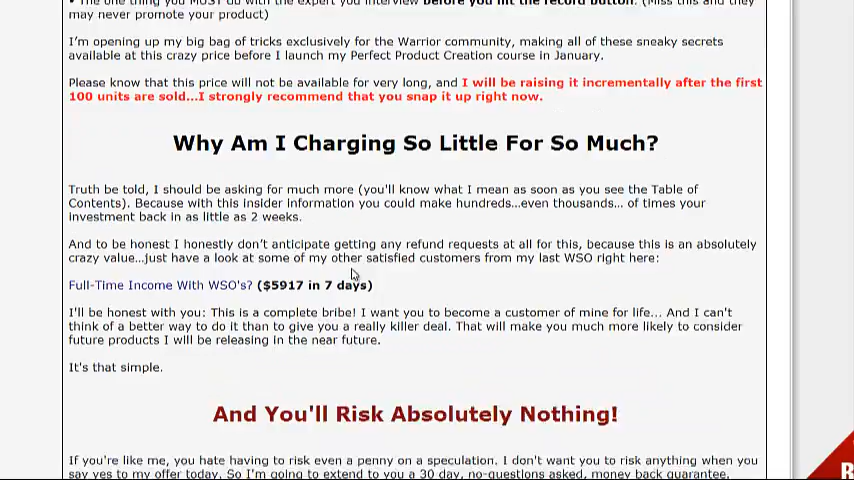 • The one thing you MUST do with the expert you interview before you hit the record button. (Miss this and they
may never promote your product)
I'm opening up my big bag of tricks exclusively for the Warrior community, making all of these sneaky secrets
available at this crazy price before I launch my Perfect Product Creation course in January.
Please know that this price will not be available for very long, and I will be raising it incrementally after the first
100 units are sold...I strongly recommend that you snap it up right now.
Why Am I Charging So Little For So Much?
Truth be told, I should be asking for much more (you'll know what I mean as soon as you see the Table of
Contents). Because with this insider information you could make hundreds...even thousands... of times your
investment back in as little as 2 weeks.
And to be honest I honestly don't anticipate getting any refund requests at all for this, because this is an absolutely
crazy value...just have a look at some of my other satisfied customers from my last WSO right here:
Full-Time Income With WSO's? ($5917 in 7 days)
I'll be honest with you: This is a complete bribe! I want you to become a customer of mine for life... And I can't
think of a better way to do it than to give you a really killer deal. That will make you much more likely to consider
future products I will be releasing in the near future.
It's that simple.
And You'll Risk Absolutely Nothing!
If you're like me, you hate having to risk even a penny on a speculation. I don't want you to risk anything when you
say yes to my offer today. So I'm going to extend to you a 30 day, no-questions asked, money back guarantee.